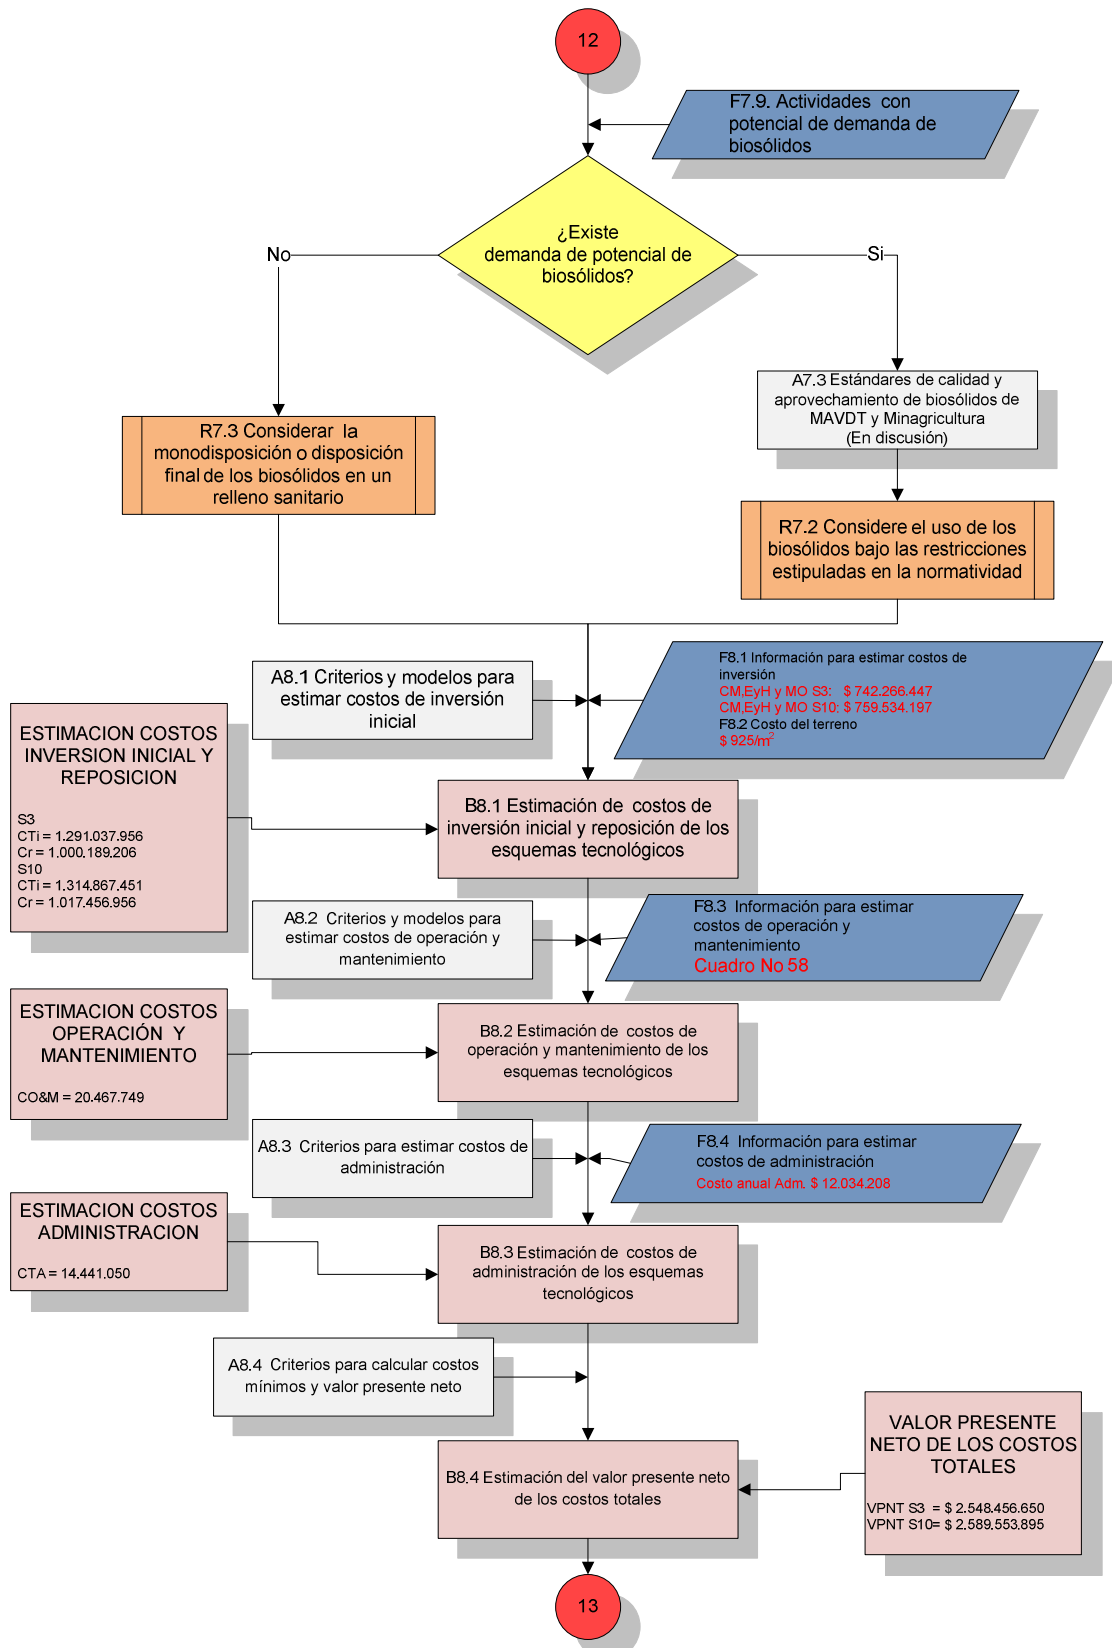 12
F7.9. Actividades con
potencial de demanda de
biosólidos
¿Existe
demanda de potencial de
biosólidos?
No
Si
A7.3 Estándares de calidad y
aprovechamiento de biosólidos de
MAVDT y Minagricultura
(En discusión)
R7.3 Considerar la
monodisposición o disposición
final de los biosólidos en un
relleno sanitario
R7.2 Considere el uso de los
biosólidos bajo las restricciones
estipuladas en la normatividad
A8.1 Criterios y modelos para
estimar costos de inversión
inicial
F8.1 Información para estimar costos de
inversión
CM,EyH y MO S3: $ 742.266.447
CM,EyH y MO S10: $ 759.534.197
F8.2 Costo del terreno
$ 925/m²
ESTIMACION COSTOS
INVERSION INICIAL Y
REPOSICION
S3
CTi = 1.291.037.956
Cr = 1.000.189.206
S10
CTi = 1.314.867.451
Cr = 1.017.456.956
B8.1 Estimación de costos de
inversión inicial y reposición de los
esquemas tecnológicos
A8.2 Criterios y modelos para
estimar costos de operación y
mantenimiento
F8.3 Información para estimar
costos de operación y
mantenimiento
Cuadro No 58
ESTIMACION COSTOS
OPERACIÓN Y
MANTENIMIENTO
CO&M = 20.467.749
B8.2 Estimación de costos de
operación y mantenimiento de los
esquemas tecnológicos
A8.3 Criterios para estimar costos de
administración
F8.4 Información para estimar
costos de administración
Costo anual Adm. $ 12.034.208
ESTIMACION COSTOS
ADMINISTRACION
CTA = 14.441.050
B8.3 Estimación de costos de
administración de los esquemas
tecnológicos
A8.4 Criterios para calcular costos
mínimos y valor presente neto
B8.4 Estimación del valor presente neto
de los costos totales
VALOR PRESENTE
NETO DE LOS COSTOS
TOTALES
VPNT S3 = $ 2.548.456.650
VPNT S10= $ 2.589.553.895
13